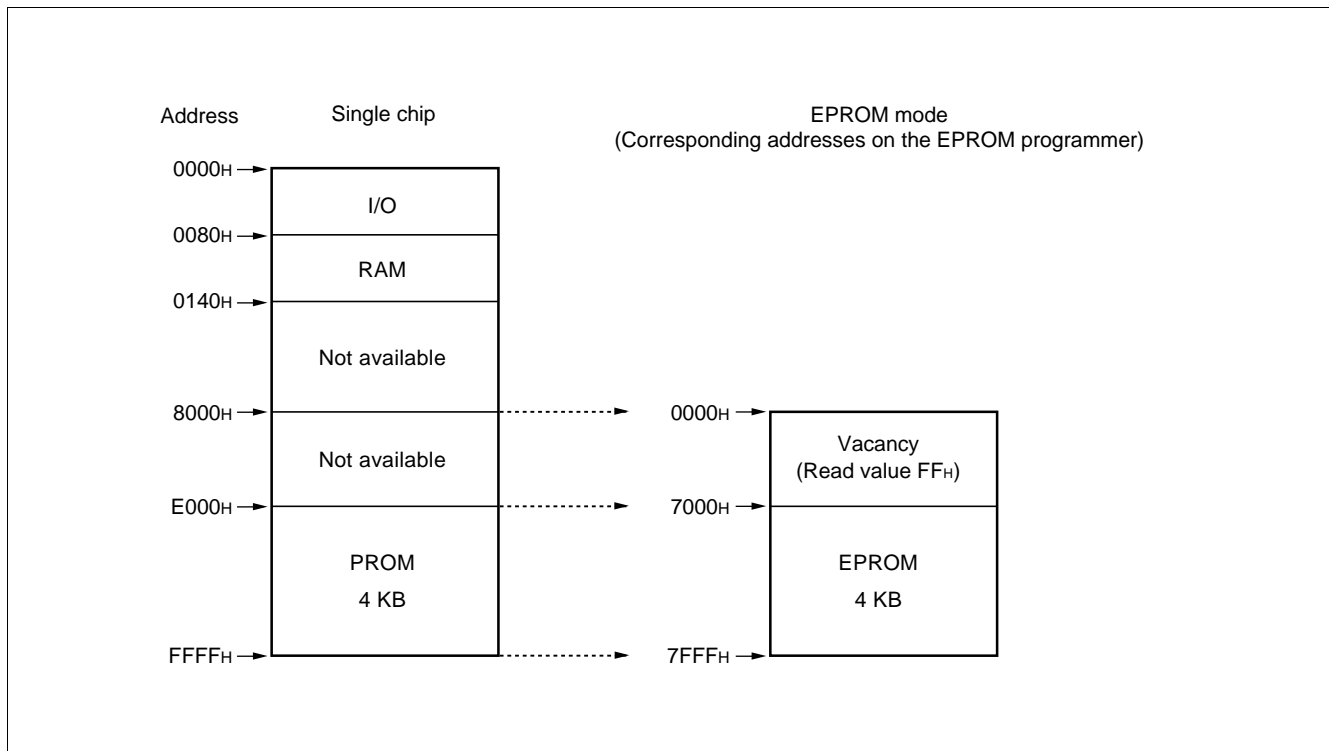 Address
Single chip
EPROM mode
(Corresponding addresses on the EPROM programmer)
0000H
I/O
0080H
RAM
0140H
Not available
8000H
0000H
Not available
Vacancy
(Read value FFH)
E000H
7000H
PROM
4 KB
EPROM
4 KB
FFFFH
7FFFH